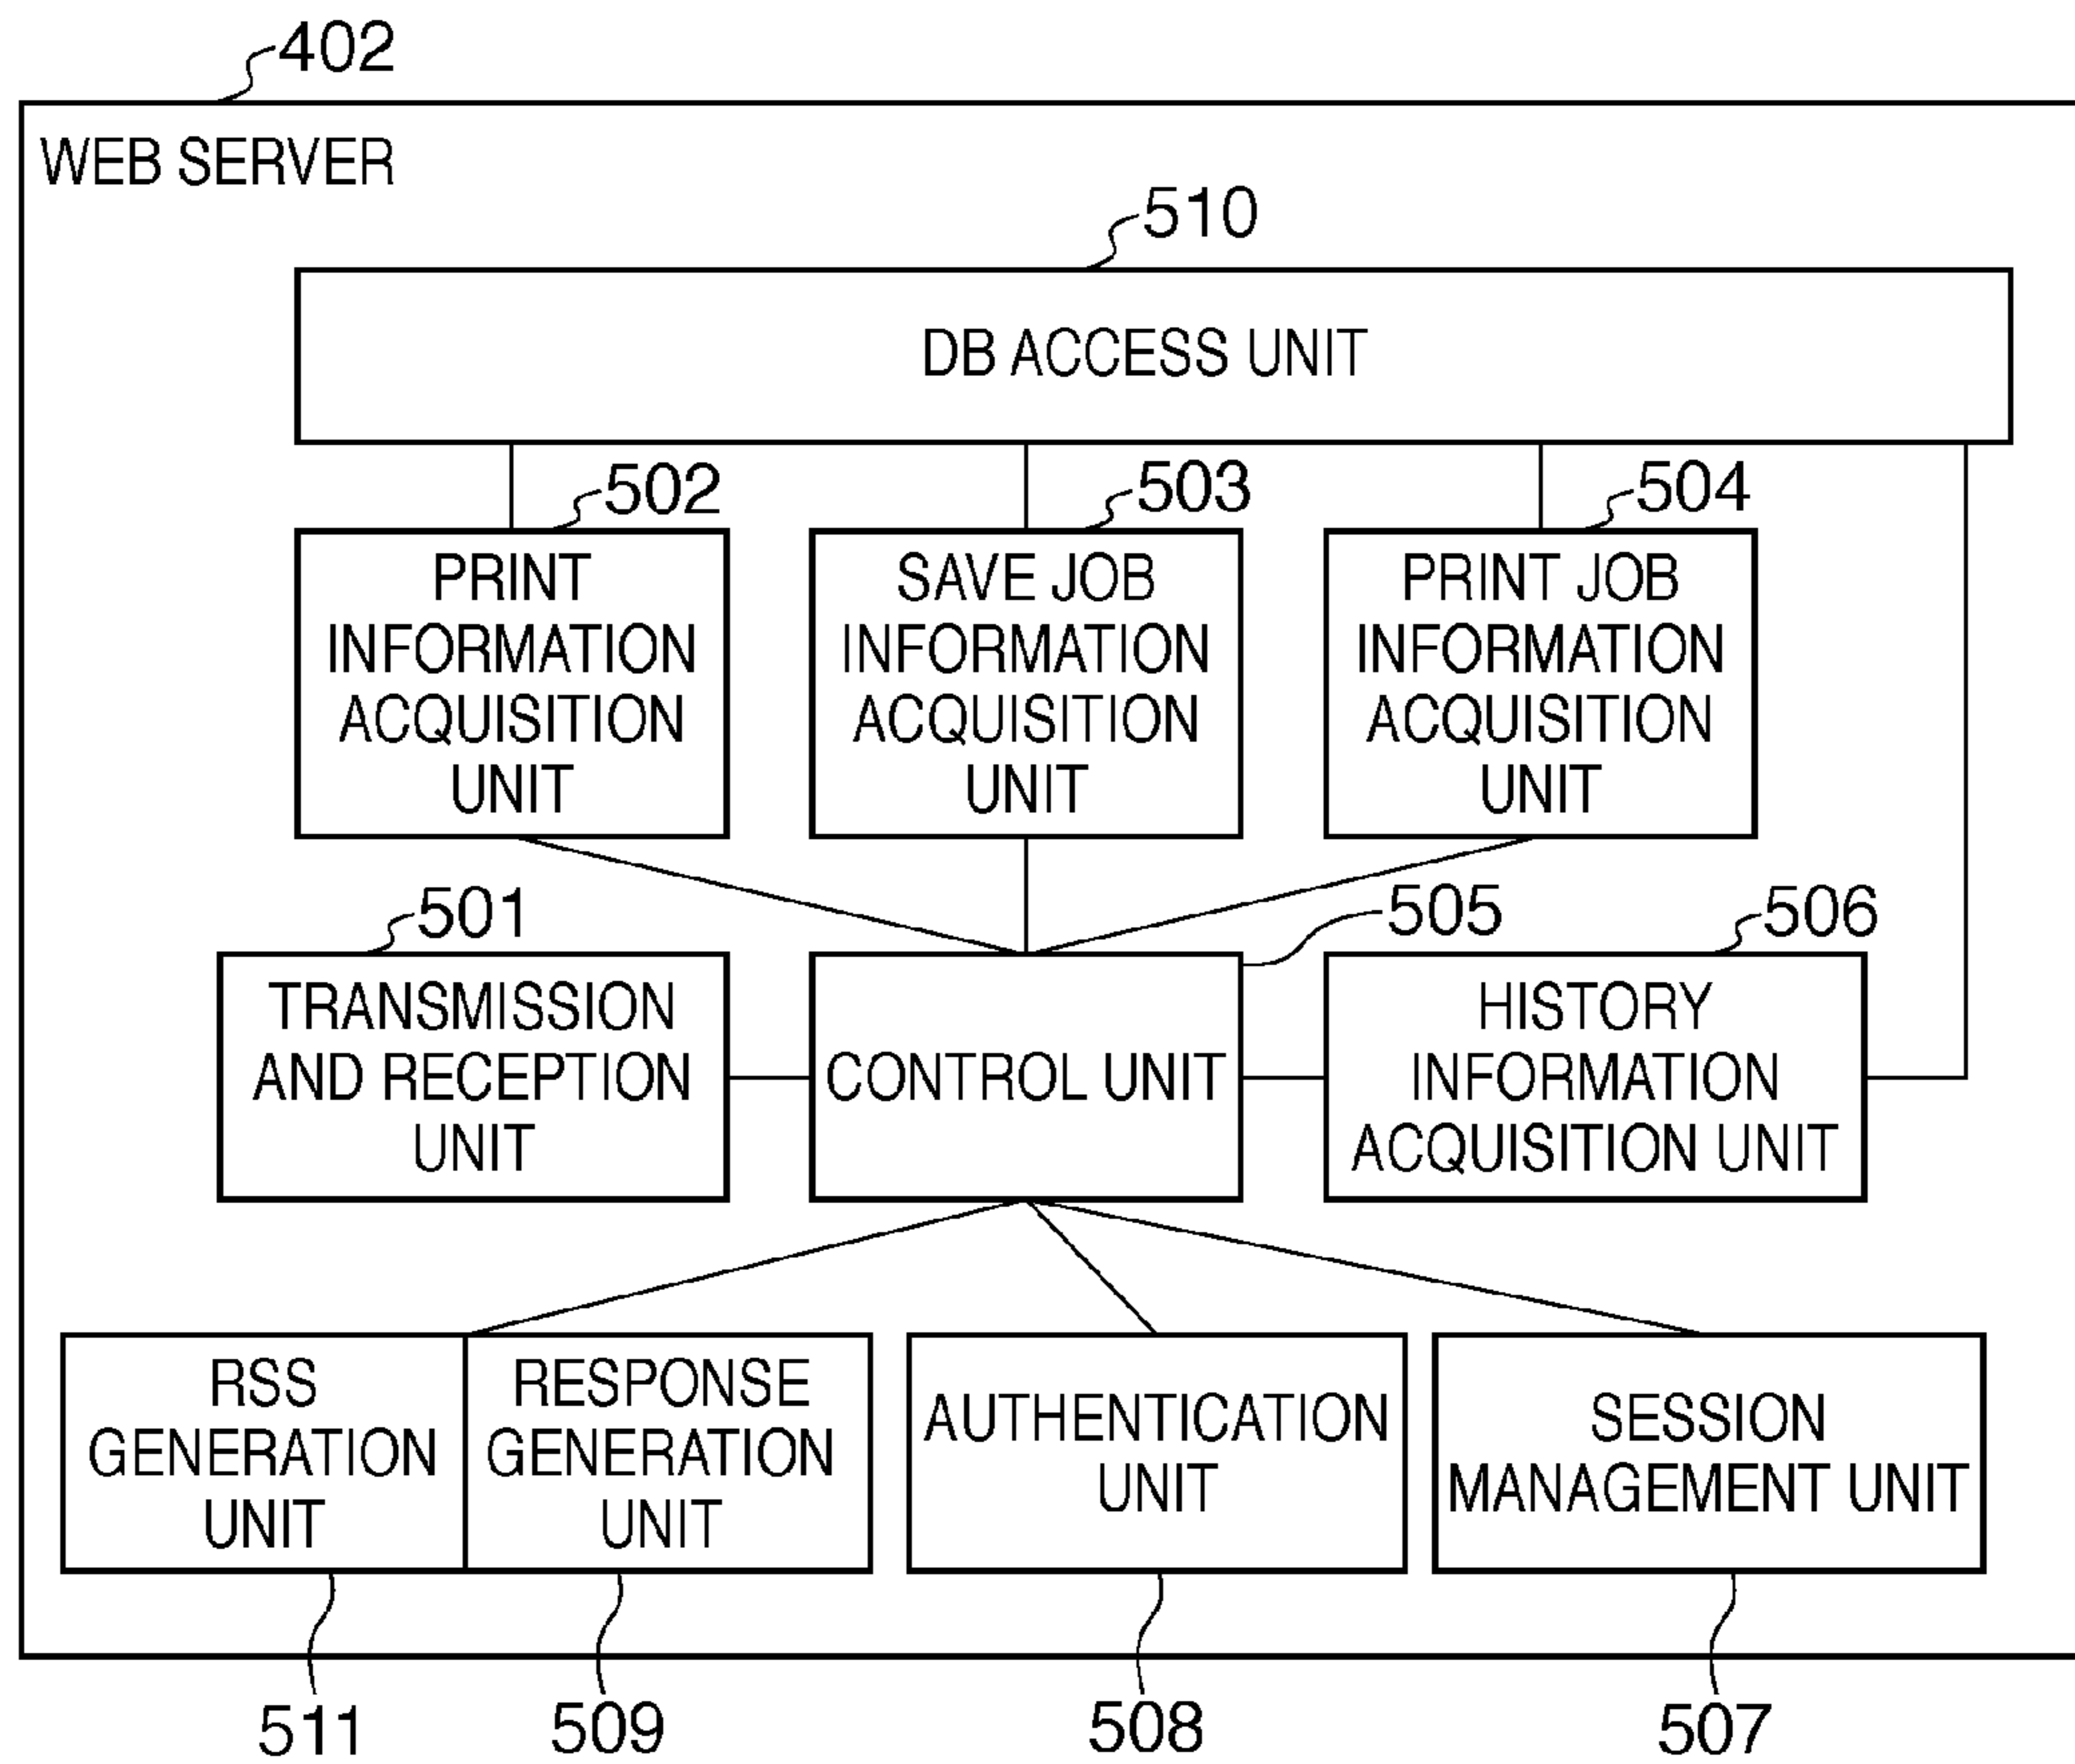 402
WEB SERVER
510
DB ACCESS UNIT
502
503
504
PRINT
INFORMATION
ACQUISITION
UNIT
SAVE JOB
INFORMATION
ACQUISITION
UNIT
PRINT JOB
INFORMATION
ACQUISITION
UNIT
501
505
506
TRANSMISSION
AND RECEPTION
UNIT
CONTROL UNIT
HISTORY
INFORMATION
ACQUISITION UNIT
RSS
GENERATION
UNIT
RESPONSE
GENERATION
UNIT
AUTHENTICATION
UNIT
SESSION
MANAGEMENT UNIT
511
509
508
507